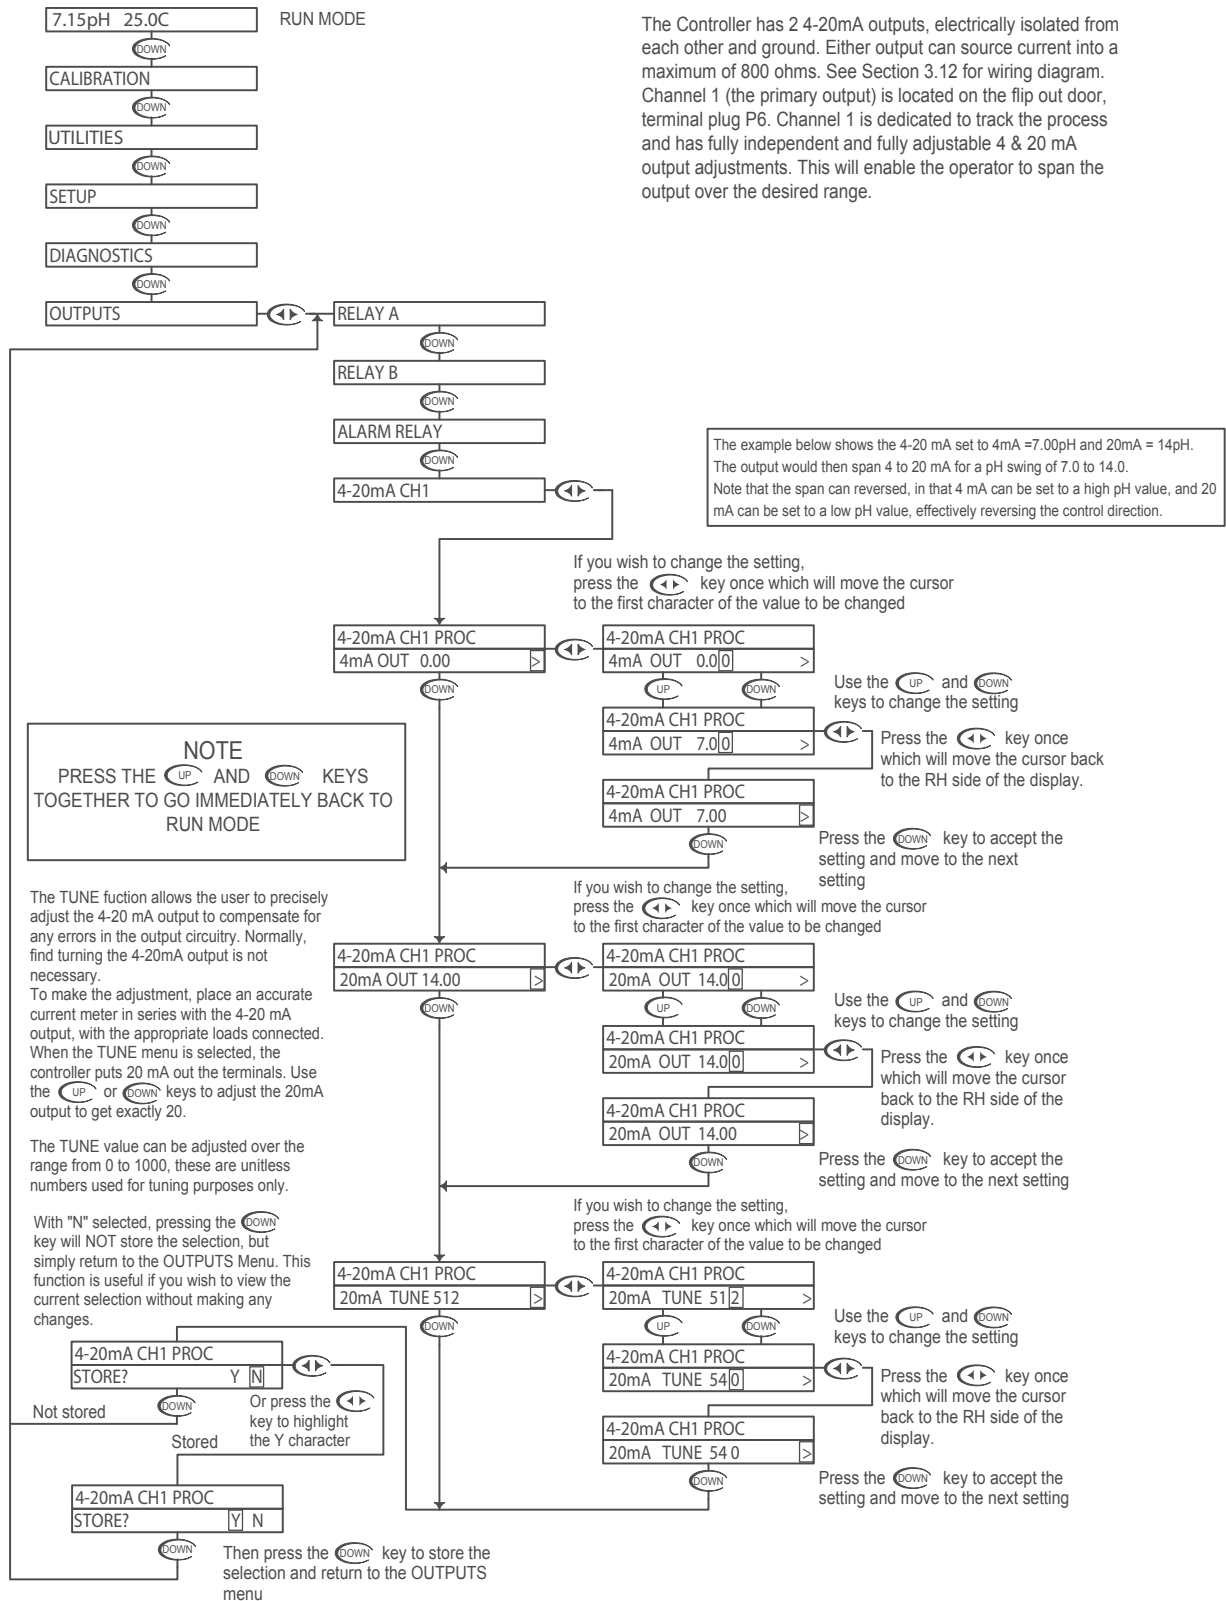 7.15pH 25.0C
RUN MODE
DOWN
CALIBRATION
DOWN
UTILITIES
DOWN
SETUP
DOWN
DIAGNOSTICS
DOWN
OUTPUTS
The Controller has 2 4-20mA outputs, electrically isolated from
each other and ground. Either output can source current into a
maximum of 800 ohms. See Section 3.12 for wiring diagram.
Channel 1 (the primary output) is located on the flip out door,
terminal plug P6. Channel 1 is dedicated to track the process
and has fully independent and fully adjustable 4 & 20 mA
output adjustments. This will enable the operator to span the
output over the desired range.
RELAY A
DOWN
RELAY B
DOWN
ALARM RELAY
DOWN
4-20mA CH1
The example below shows the 4-20 mA set to 4mA =7.00pH and 20mA = 14pH.
The output would then span 4 to 20 mA for a pH swing of 7.0 to 14.0.
Note that the span can reversed, in that 4 mA can be set to a high pH value, and 20
mA can be set to a low pH value, effectively reversing the control direction.
If you wish to change the setting,
press the key once which will move the cursor
to the first character of the value to be changed
4-20mA CH1 PROC
4mA OUT 0.00 >
DOWN
4-20mA CH1 PROC
4mA OUT 0.00 >
UP DOWN
Use the UP and DOWN
keys to change the setting
4-20mA CH1 PROC
4mA OUT 7.00 >
Press the key once
which will move the cursor back
to the RH side of the display.
4-20mA CH1 PROC
4mA OUT 7.00 >
DOWN
Press the DOWN key to accept the
setting and move to the next
setting
NOTE
PRESS THE UP AND DOWN KEYS
TOGETHER TO GO IMMEDIATELY BACK TO
RUN MODE
The TUNE fuction allows the user to precisely
adjust the 4-20 mA output to compensate for
any errors in the output circuitry. Normally,
find turning the 4-20mA output is not
necessary.
To make the adjustment, place an accurate
current meter in series with the 4-20 mA
output, with the appropriate loads connected.
When the TUNE menu is selected, the
controller puts 20 mA out the terminals. Use
the UP or DOWN keys to adjust the 20mA
output to get exactly 20.
The TUNE value can be adjusted over the
range from 0 to 1000, these are unitless
numbers used for tuning purposes only.
With "N" selected, pressing the DOWN
key will NOT store the selection, but
simply return to the OUTPUTS Menu. This
function is useful if you wish to view the
current selection without making any
changes.
If you wish to change the setting,
press the key once which will move the cursor
to the first character of the value to be changed
4-20mA CH1 PROC
20mA OUT 14.00 >
DOWN
4-20mA CH1 PROC
20mA OUT 14.00 >
UP DOWN
Use the UP and DOWN
keys to change the setting
4-20mA CH1 PROC
20mA OUT 14.00 >
Press the key once
which will move the cursor
back to the RH side of the
display.
4-20mA CH1 PROC
20mA OUT 14.00 >
DOWN
Press the DOWN key to accept the
setting and move to the next setting
If you wish to change the setting,
press the key once which will move the cursor
to the first character of the value to be changed
4-20mA CH1 PROC
20mA TUNE 512 >
DOWN
4-20mA CH1 PROC
20mA TUNE 512 >
UP DOWN
Use the UP and DOWN
keys to change the setting
4-20mA CH1 PROC
20mA TUNE 540 >
Press the key once
which will move the cursor
back to the RH side of the
display.
4-20mA CH1 PROC
20mA TUNE 54 0 >
DOWN
Press the DOWN key to accept the
setting and move to the next setting
4-20mA CH1 PROC
STORE? Y N
DOWN
Not stored
Or press the
key to highlight
the Y character
Stored
4-20mA CH1 PROC
STORE? Y N
DOWN
Then press the DOWN key to store the
selection and return to the OUTPUTS
menu